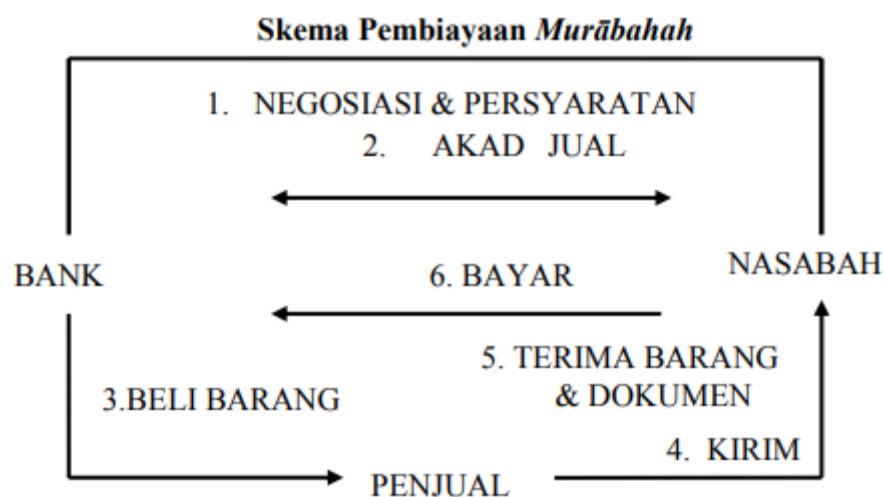 Skema Pembiayaan Murābahah
1. NEGOSIASI & PERSYARATAN
2. AKAD JUAL
BANK
6. BAYAR
NASABAH
3.BELI BARANG
5. TERIMA BARANG
& DOKUMEN
4. KIRIM
PENJUAL